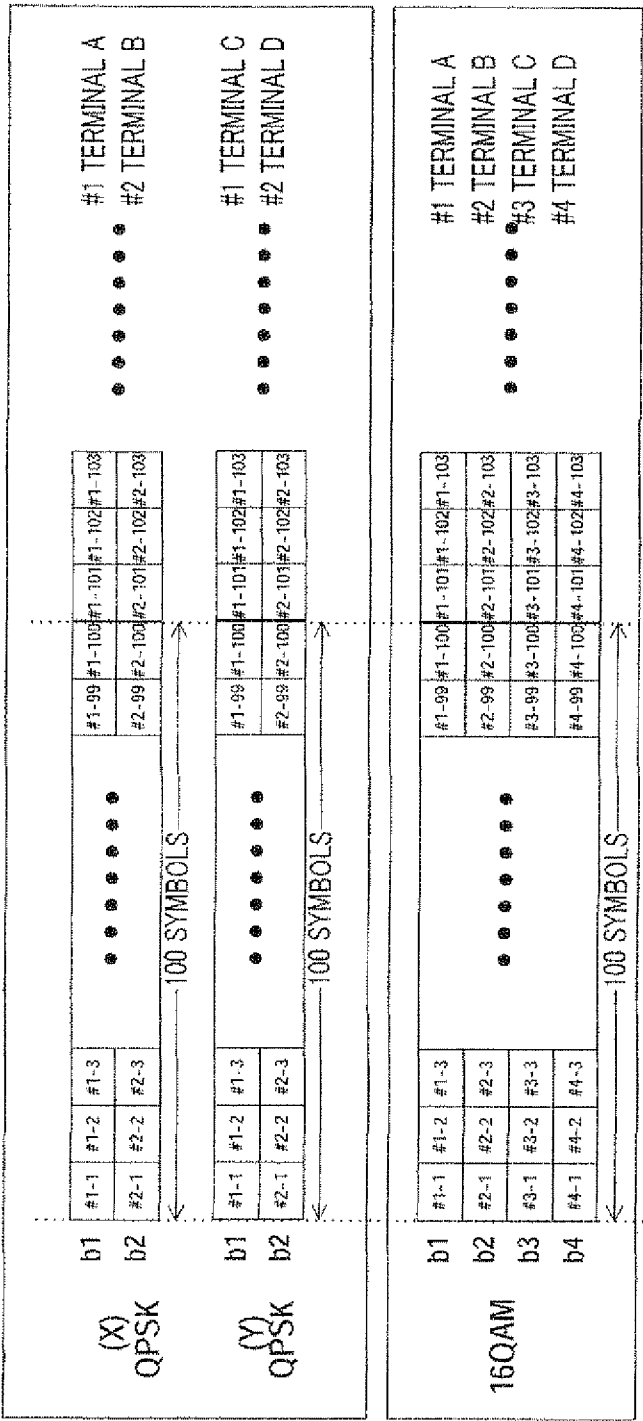 (X)
QPSK
b1 #1-1 #1-2 #1-3 #1-99 #1-100 #1-101 #1-102 #1-103
b2 #2-1 #2-2 #2-3 #2-99 #2-100 #2-101 #2-102 #2-103
100 SYMBOLS
#1 TERMINAL A
#2 TERMINAL B
(Y)
QPSK
b1 #1-1 #1-2 #1-3 #1-99 #1-100 #1-101 #1-102 #1-103
b2 #2-1 #2-2 #2-3 #2-99 #2-100 #2-101 #2-102 #2-103
100 SYMBOLS
#1 TERMINAL C
#2 TERMINAL D
16QAM
b1 #1-1 #1-2 #1-3 #1-99 #1-100 #1-101 #1-102 #1-103
b2 #2-1 #2-2 #2-3 #2-99 #2-100 #2-101 #2-102 #2-103
b3 #3-1 #3-2 #3-3 #3-99 #3-100 #3-101 #3-102 #3-103
b4 #4-1 #4-2 #4-3 #4-99 #4-100 #4-101 #4-102 #4-103
100 SYMBOLS
#1 TERMINAL A
#2 TERMINAL B
#3 TERMINAL C
#4 TERMINAL D